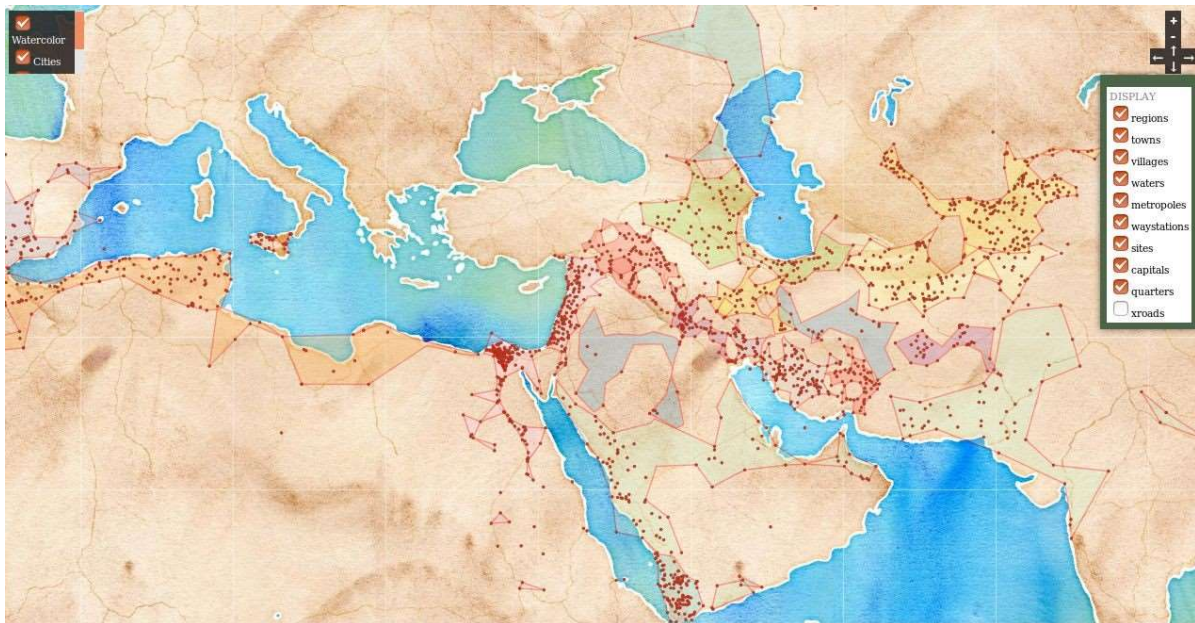 Watercolor
Cities
+
-
← ↑ →
↓
DISPLAY
regions
towns
villages
waters
metropoles
waystations
sites
capitals
quarters
xroads